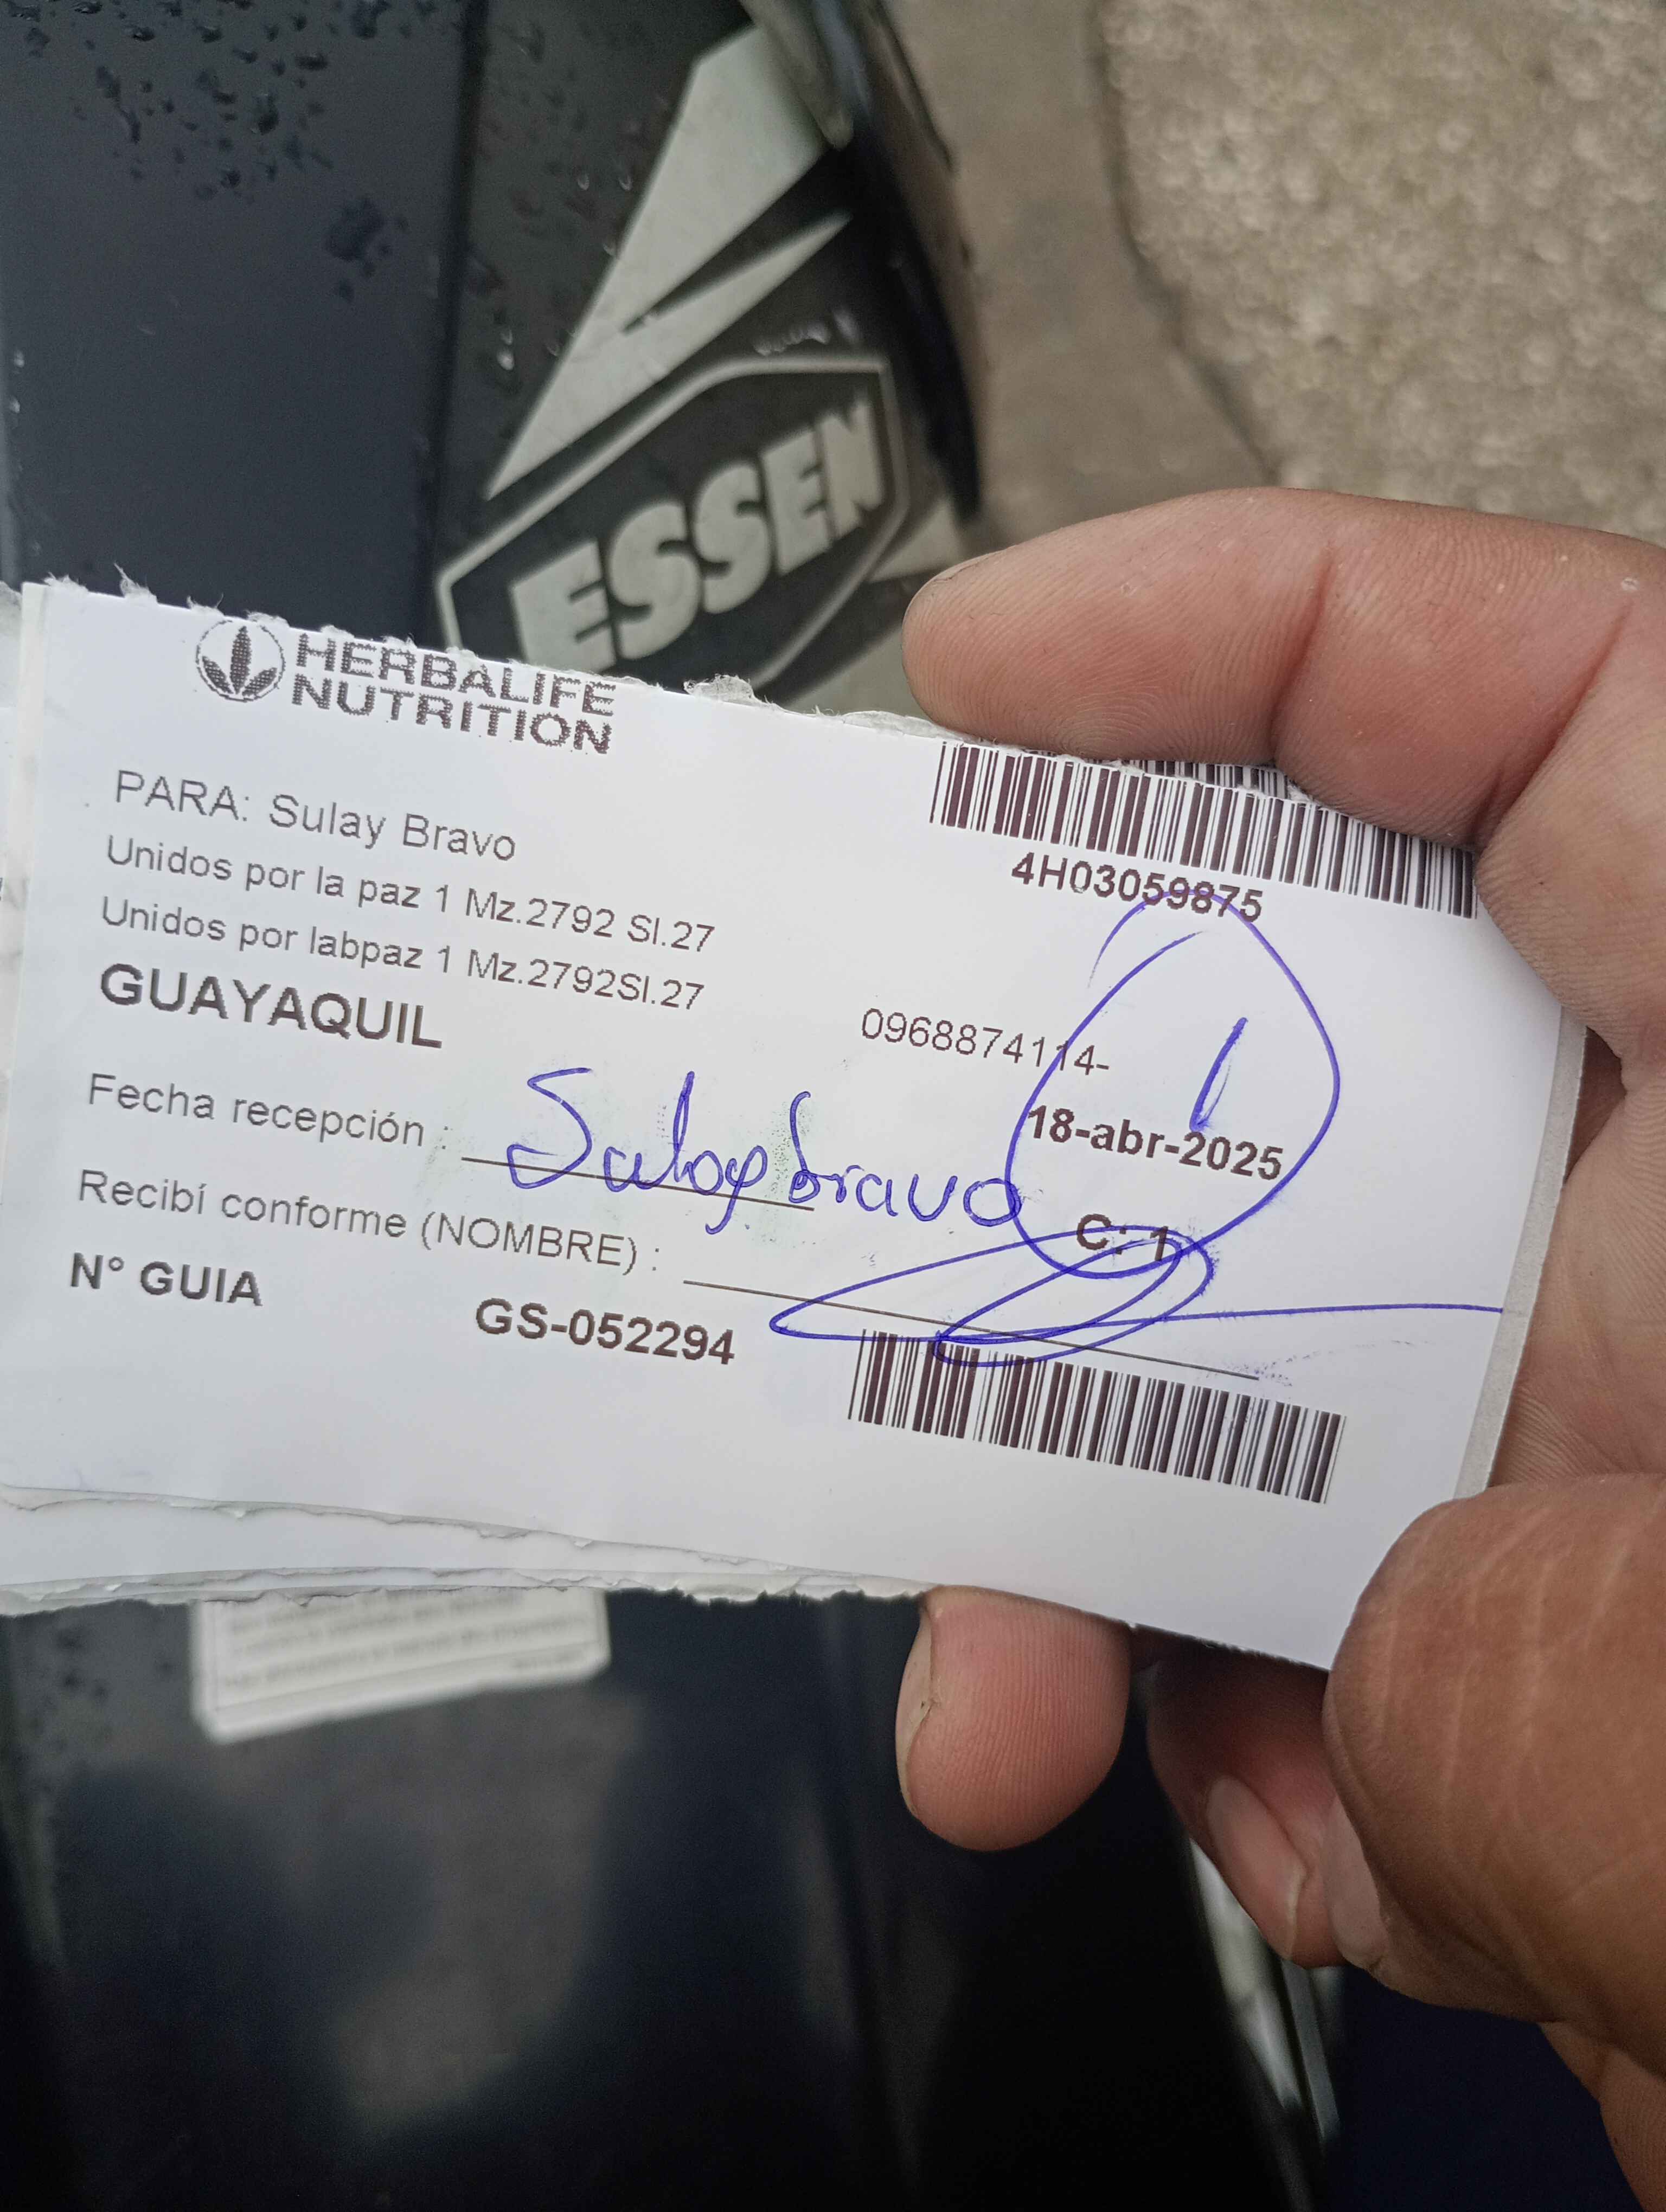 ESSEN
HERBALIFE
NUTRITION
PARA: Sulay Bravo
Unidos por la paz 1 Mz.2792 Sl.27
Unidos por labpaz 1 Mz.2792Sl.27
GUAYAQUIL
4H03059875
0968874114-
1
18-abr-2025
Fecha recepción :
Sulay bravo
C: 1
Recibí conforme (NOMBRE) :
N° GUIA GS-052294